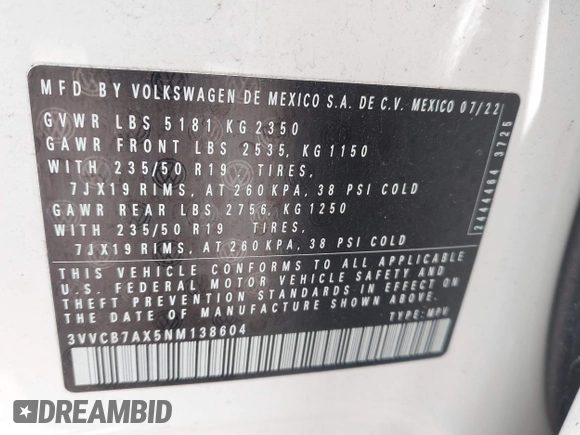 MFD BY VOLKSWAGEN DE MEXICO S.A. DE C.V. MEXICO 07/22
GVWR LBS 5181 KG 2350
GAWR FRONT LBS 2535, KG 1150
WITH 235/50 R19 TIRES,
7JX19 RIMS, AT 260 KPA, 38 PSI COLD
GAWR REAR LBS 2756, KG 1250
WITH 235/50 R19 TIRES,
7JX19 RIMS, AT 260 KPA, 38 PSI COLD
THIS VEHICLE CONFORMS TO ALL APPLICABLE
U.S. FEDERAL MOTOR VEHICLE SAFETY AND
THEFT PREVENTION STANDARDS IN EFFECT ON
THE DATE OF MANUFACTURE SHOWN ABOVE.
3VVCB7AX5NM138604
TYPE: MPV
2444464 3725
DREAMBID